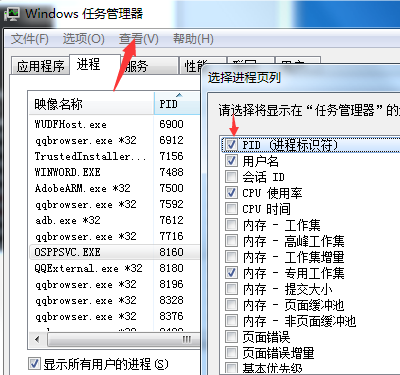 Windows 任务管理器
文件(F) 选项(O) 查看(V) 帮助(H)
应用程序 进程 服务 性能
映像名称 PID
WUDFHost.exe 6900
qqbrowser.exe *32 6912
TrustedInstaller... 7156
WINWORD.EXE 7488
AdobeARM.exe *32 7500
qqbrowser.exe *32 7592
adb.exe *32 7612
qqbrowser.exe *32 7716
OSPPSVC.EXE 8160
QQExternal.exe *32 8180
qqbrowser.exe *32 8196
qqbrowser.exe *32 8328
qqbrowser.exe *32 8376
显示所有用户的进程(S)
选择进程页列
请选择将显示在“任务管理器”的
PID (进程标识符)
用户名
会话 ID
CPU 使用率
CPU 时间
内存 - 工作集
内存 - 高峰工作集
内存 - 工作集增量
内存 - 专用工作集
内存 - 提交大小
内存 - 页面缓冲池
内存 - 非页面缓冲池
页面错误
页面错误增量
基本优先级